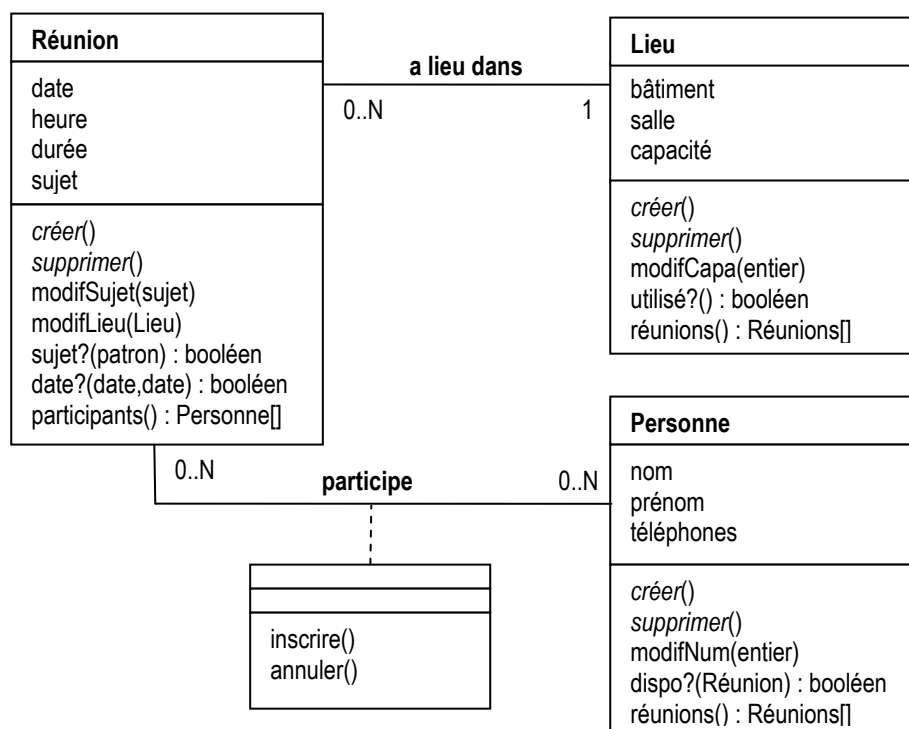 Réunion
date
heure
durée
sujet
créer()
supprimer()
modifSujet(sujet)
modifLieu(Lieu)
sujet?(patron) : booléen
date?(date,date) : booléen
participants() : Personne[]
a lieu dans
0..N
1
Lieu
bâtiment
salle
capacité
créer()
supprimer()
modifCapa(entier)
utilisé?() : booléen
réunions() : Réunions[]
0..N
participe
0..N
inscrire()
annuler()
Personne
nom
prénom
téléphones
créer()
supprimer()
modifNum(entier)
dispo?(Réunion) : booléen
réunions() : Réunions[]